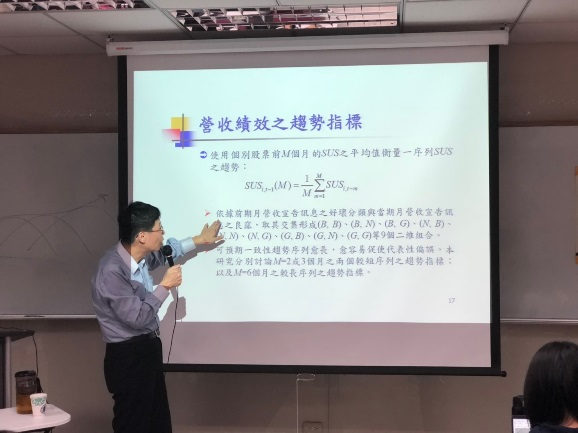 營收績效之趨勢指標
使用個別股票前M個月的SUS之平均值衡量一序列SUS
之趨勢：
SUS_{i,t-1}(M) = \frac{1}{M} \sum_{m=1}^{M} SUS_{i,t-m}
依據前期月營收宣告訊息之好壞分類與當期月營收宣告訊
之良窳，取其交集形成(B, B)、(B, N)、(B, G)、(N, B)、
N)、(N, G)、(G, B)、(G, N)、(G, G)等9個二維組合。
可預期一致性趨勢序列愈長，愈容易促使代表性偏誤。本
研究分別討論M=2或3個月之兩個較短序列之趨勢指標；
以及M=6個月之較長序列之趨勢指標。
17